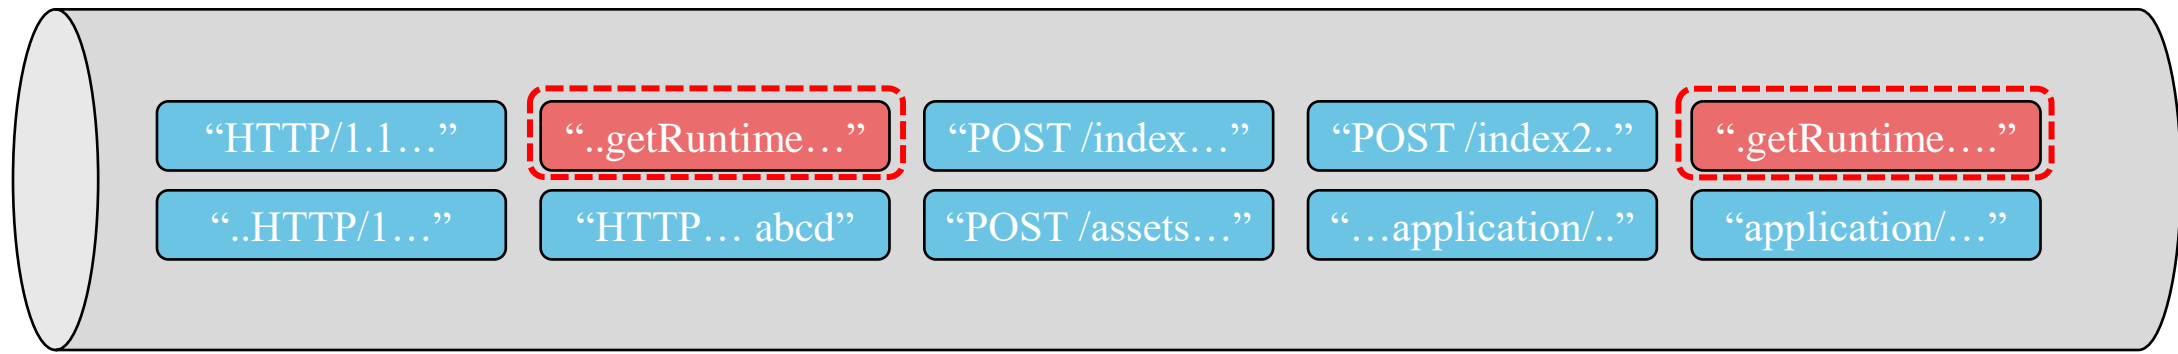 “HTTP/1.1…” “..getRuntime…” “POST /index…” “POST /index2..” “.getRuntime….”
“..HTTP/1…” “HTTP… abcd” “POST /assets…” “…application/..” “application/…”